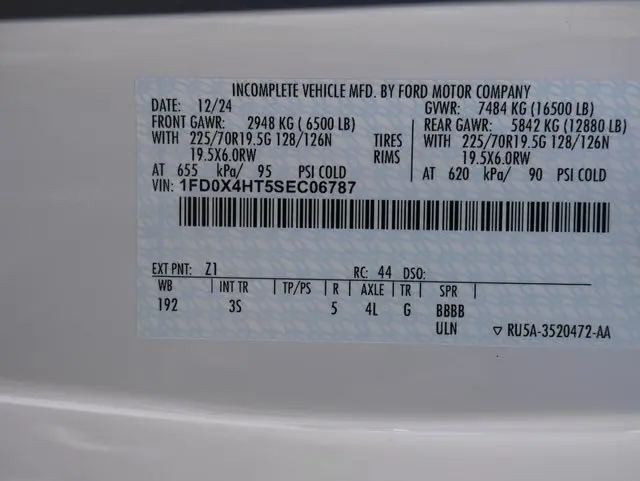 INCOMPLETE VEHICLE MFD. BY FORD MOTOR COMPANY
DATE: 12/24 GVWR: 7484 KG (16500 LB)
FRONT GAWR: 2948 KG ( 6500 LB) REAR GAWR: 5842 KG (12880 LB)
WITH 225/70R19.5G 128/126N TIRES WITH 225/70R19.5G 128/126N
19.5X6.0RW RIMS 19.5X6.0RW
AT 655 kPa/ 95 PSI COLD AT 620 kPa/ 90 PSI COLD
VIN: 1FD0X4HT5SEC06787
EXT PNT: Z1 RC: 44 DSO:
WB INT TR TP/PS R AXLE TR SPR
192 3S 5 4L G BBBB
ULN ▽ RU5A-3520472-AA